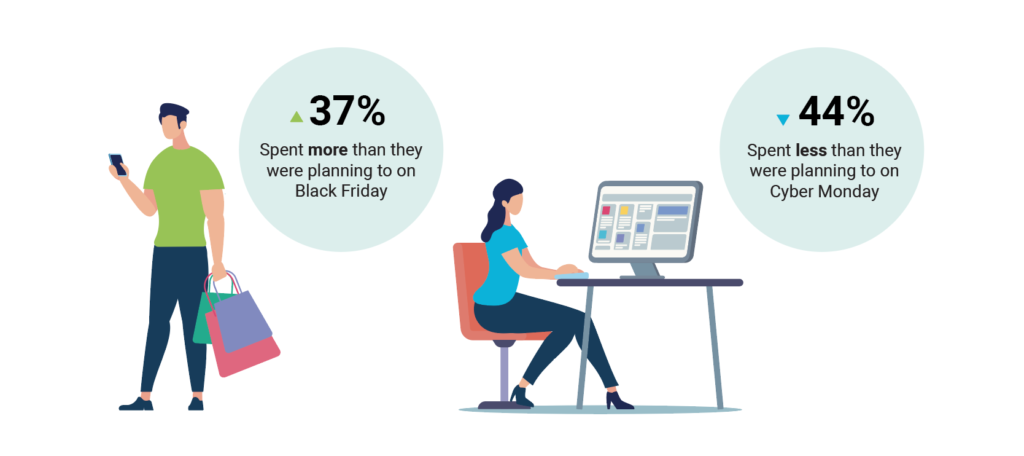 37%
Spent more than they
were planning to on
Black Friday
44%
Spent less than they
were planning to on
Cyber Monday